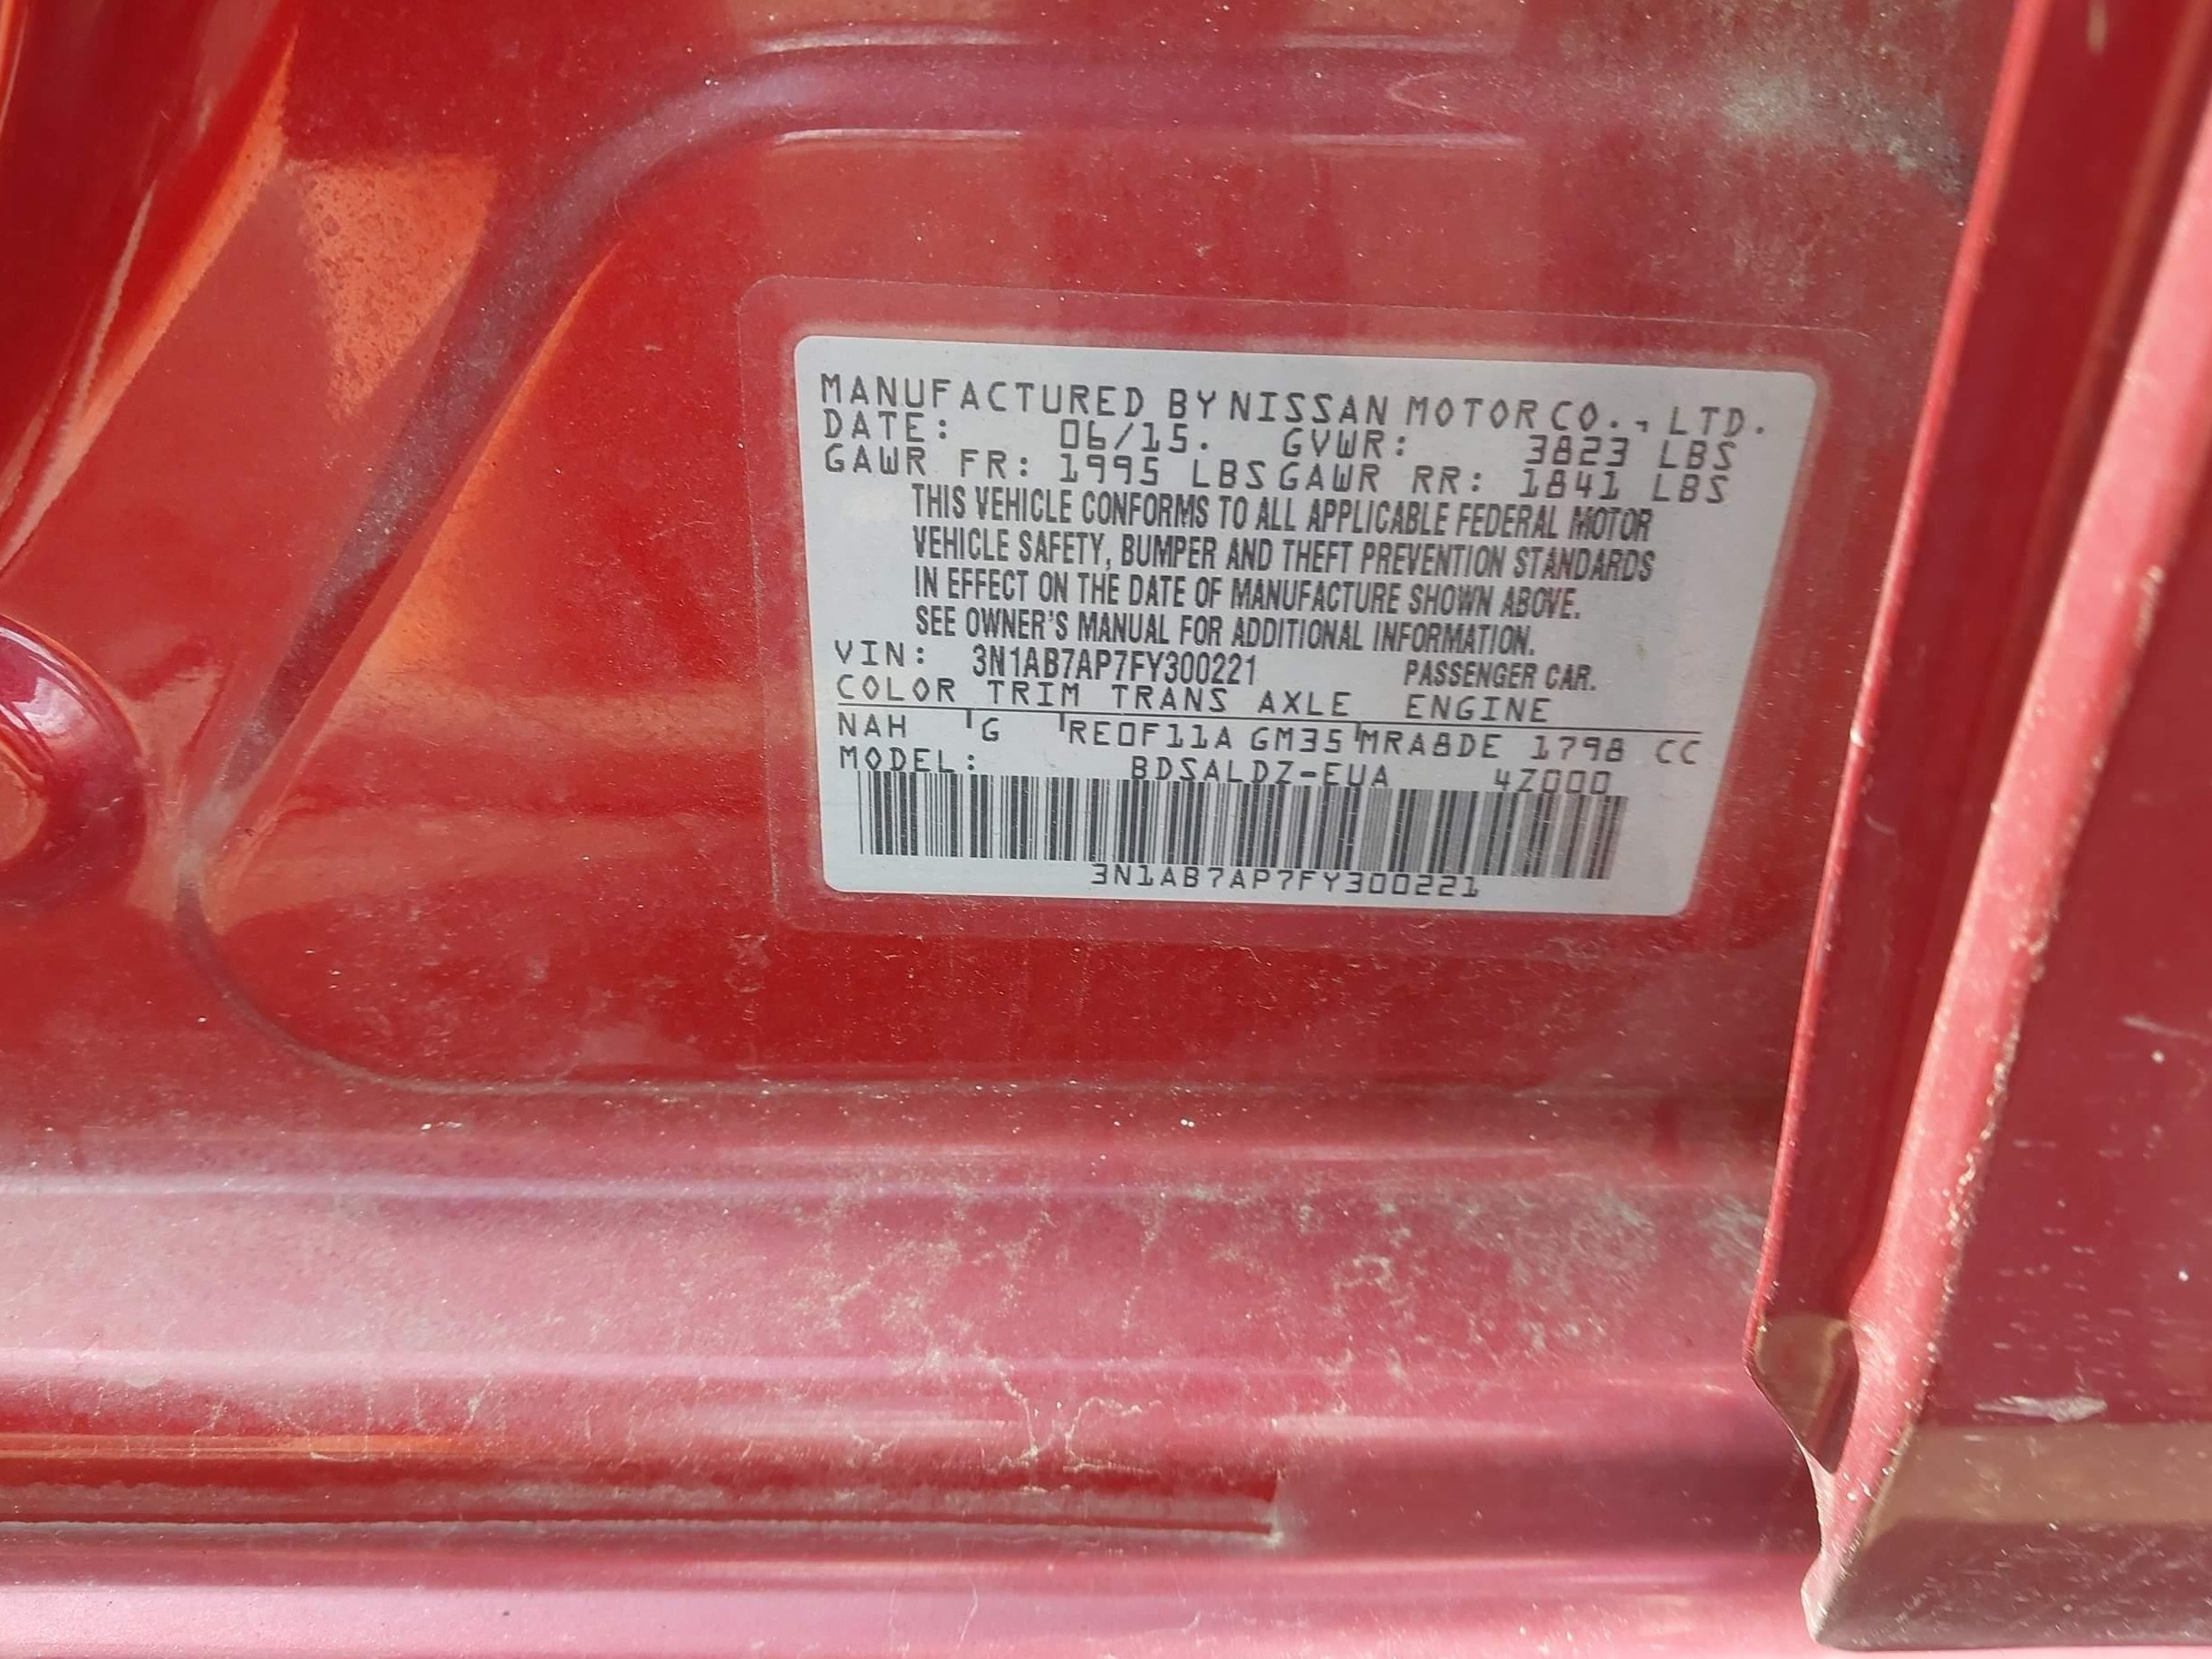 MANUFACTURED BY NISSAN MOTOR CO., LTD.
DATE: 06/15. GVWR: 3823 LBS
GAWR FR: 1995 LBS GAWR RR: 1841 LBS
THIS VEHICLE CONFORMS TO ALL APPLICABLE FEDERAL MOTOR
VEHICLE SAFETY, BUMPER AND THEFT PREVENTION STANDARDS
IN EFFECT ON THE DATE OF MANUFACTURE SHOWN ABOVE.
SEE OWNER'S MANUAL FOR ADDITIONAL INFORMATION.
VIN: 3N1AB7AP7FY300221 PASSENGER CAR.
COLOR TRIM TRANS AXLE ENGINE
NAH G RE0F11A GM35 MRA8DE 1798 CC
MODEL: BDSALDZ-EUA 4Z000
3N1AB7AP7FY300221